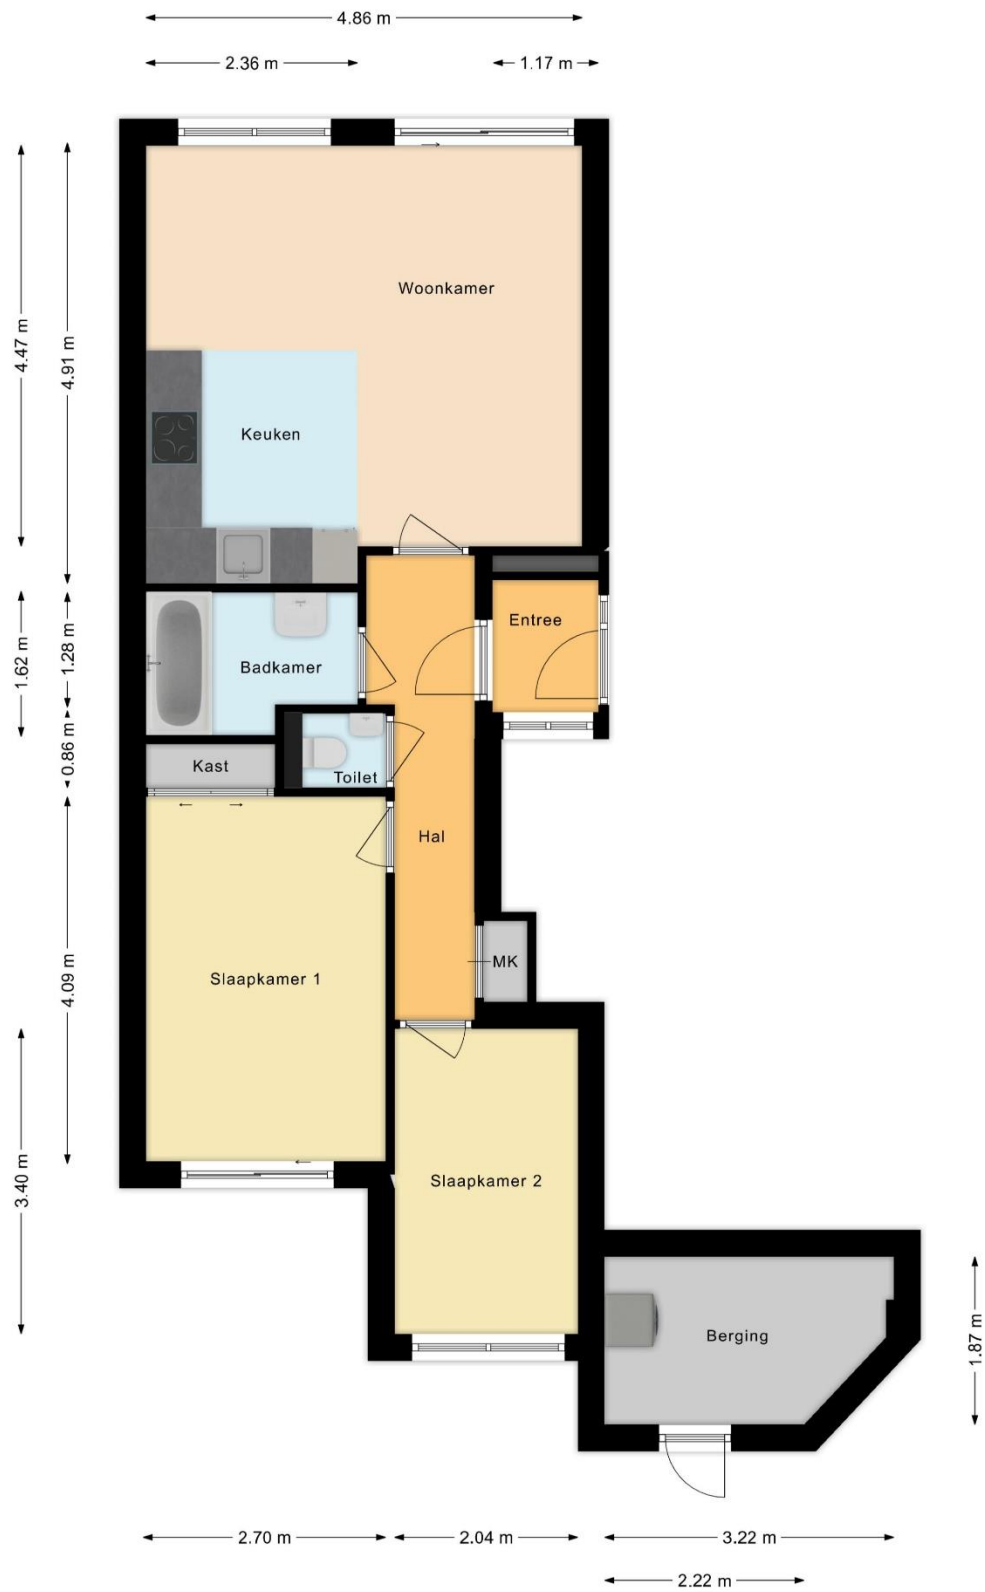 4.86 m
2.36 m
1.17 m
Woonkamer
4.47 m
4.91 m
Keuken
Entree
Badkamer
1.62 m
1.28 m
0.86 m
Kast
Toilet
Hal
MK
Slaapkamer 1
4.09 m
Slaapkamer 2
3.40 m
Berging
1.87 m
2.70 m
2.04 m
3.22 m
2.22 m